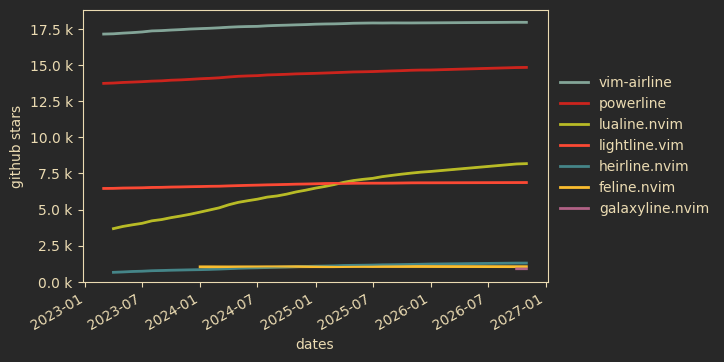 17.5 k
15.0 k
12.5 k
10.0 k
7.5 k
5.0 k
2.5 k
0.0 k
github stars
2023-01
2023-07
2024-01
2024-07
2025-01
2025-07
2026-01
2026-07
2027-01
dates
vim-airline
powerline
lualine.nvim
lightline.vim
heirline.nvim
feline.nvim
galaxyline.nvim